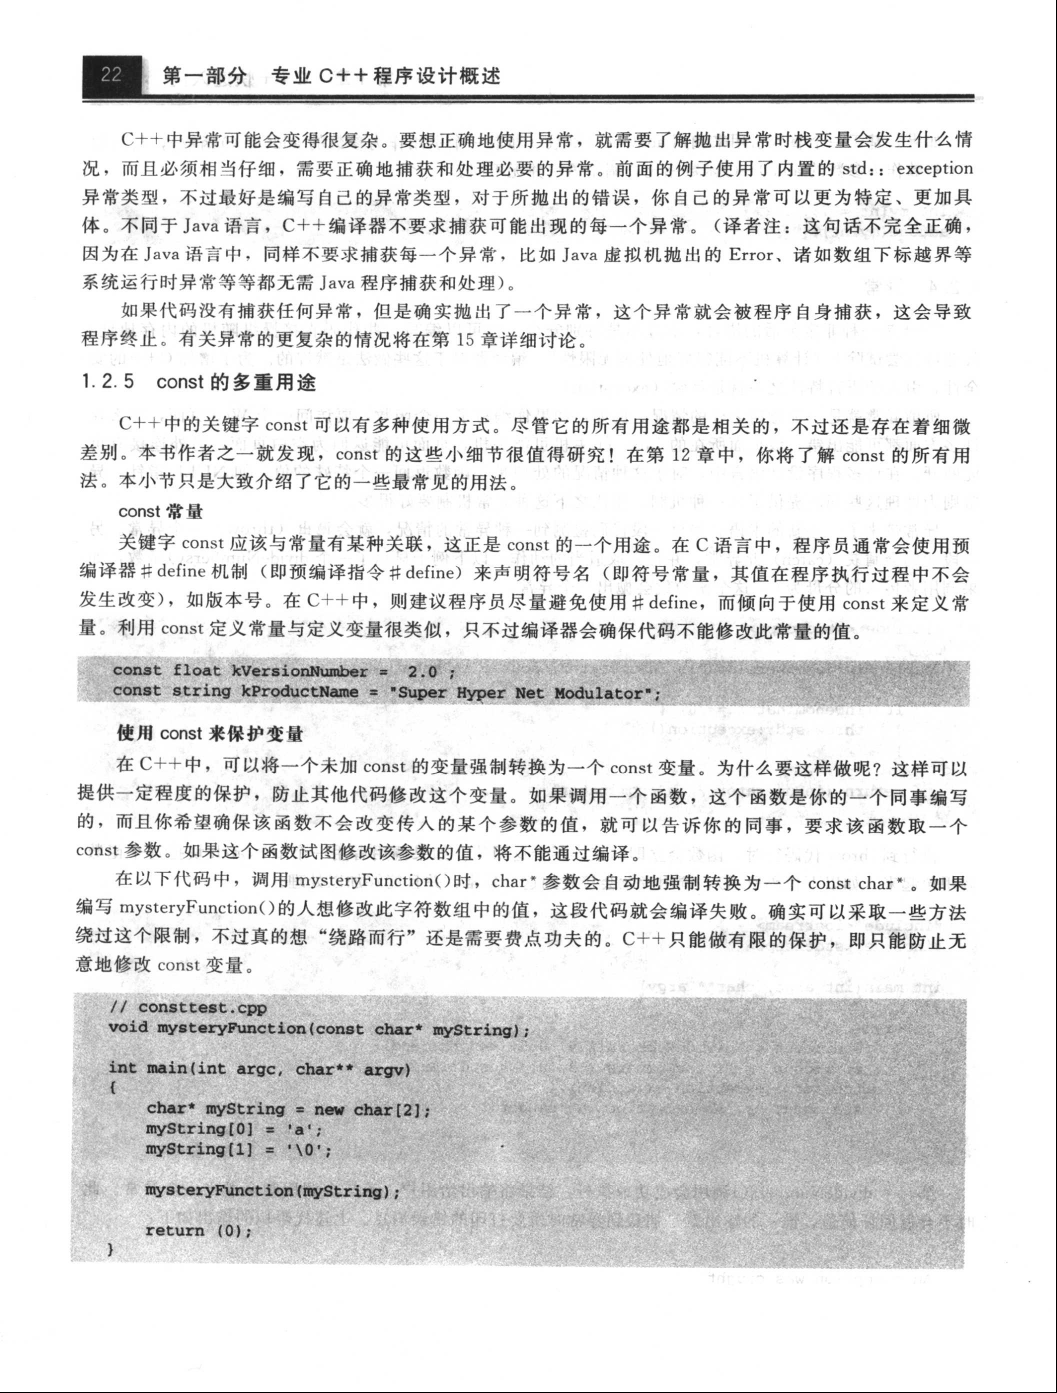 22 第一部分 专业 C++ 程序设计概述
C++中异常可能会变得很复杂。要想正确地使用异常，就需要了解抛出异常时栈变量会发生什么情
况，而且必须相当仔细，需要正确地捕获和处理必要的异常。前面的例子使用了内置的 std:: exception
异常类型，不过最好是编写自己的异常类型，对于所抛出的错误，你自己的异常可以更为特定、更加具
体。不同于 Java 语言，C++编译器不要求捕获可能出现的每一个异常。（译者注：这句话不完全正确，
因为在 Java 语言中，同样不要求捕获每一个异常，比如 Java 虚拟机抛出的 Error、诸如数组下标越界等
系统运行时异常等等都无需 Java 程序捕获和处理）。
如果代码没有捕获任何异常，但是确实抛出了一个异常，这个异常就会被程序自身捕获，这会导致
程序终止。有关异常的更复杂的情况将在第 15 章详细讨论。
1.2.5 const 的多重用途
C++中的关键字 const 可以有多种使用方式。尽管它的所有用途都是相关的，不过还是存在着细微
差别。本书作者之一就发现，const 的这些小细节很值得研究！在第 12 章中，你将了解 const 的所有用
法。本小节只是大致介绍了它的一些最常见的用法。
const 常量
关键字 const 应该与常量有某种关联，这正是 const 的一个用途。在 C 语言中，程序员通常会使用预
编译器＃define 机制（即预编译指令＃define）来声明符号名（即符号常量，其值在程序执行过程中不会
发生改变），如版本号。在 C++中，则建议程序员尽量避免使用＃define，而倾向于使用 const 来定义常
量。利用 const 定义常量与定义变量很类似，只不过编译器会确保代码不能修改此常量的值。
const float kVersionNumber = 2.0 ;
const string kProductName = "Super Hyper Net Modulator";
使用 const 来保护变量
在 C++中，可以将一个未加 const 的变量强制转换为一个 const 变量。为什么要这样做呢？这样可以
提供一定程度的保护，防止其他代码修改这个变量。如果调用一个函数，这个函数是你的一个同事编写
的，而且你希望确保该函数不会改变传人的某个参数的值，就可以告诉你的同事，要求该函数取一个
const 参数。如果这个函数试图修改该参数的值，将不能通过编译。
在以下代码中，调用 mysteryFunction()时，char* 参数会自动地强制转换为一个 const char* 。如果
编写 mysteryFunction()的人想修改此字符数组中的值，这段代码就会编译失败。确实可以采取一些方法
绕过这个限制，不过真的想“绕路而行”还是需要费点功夫的。C++只能做有限的保护，即只能防止无
意地修改 const 变量。
// consttest.cpp
void mysteryFunction(const char* myString);
int main(int argc, char** argv)
{
char* myString = new char[2];
myString[0] = 'a';
myString[1] = '\0';
mysteryFunction(myString);
return (0);
}